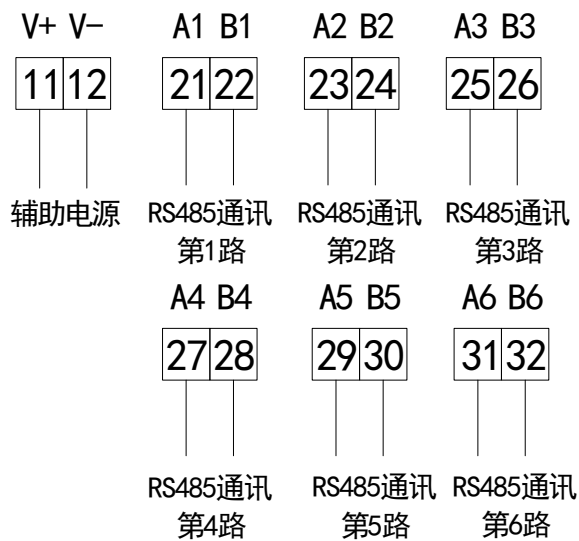 V+ V- A1 B1 A2 B2 A3 B3
11 12 21 22 23 24 25 26
辅助电源 RS485通讯 RS485通讯 RS485通讯
第1路 第2路 第3路
A4 B4 A5 B5 A6 B6
27 28 29 30 31 32
RS485通讯 RS485通讯 RS485通讯
第4路 第5路 第6路